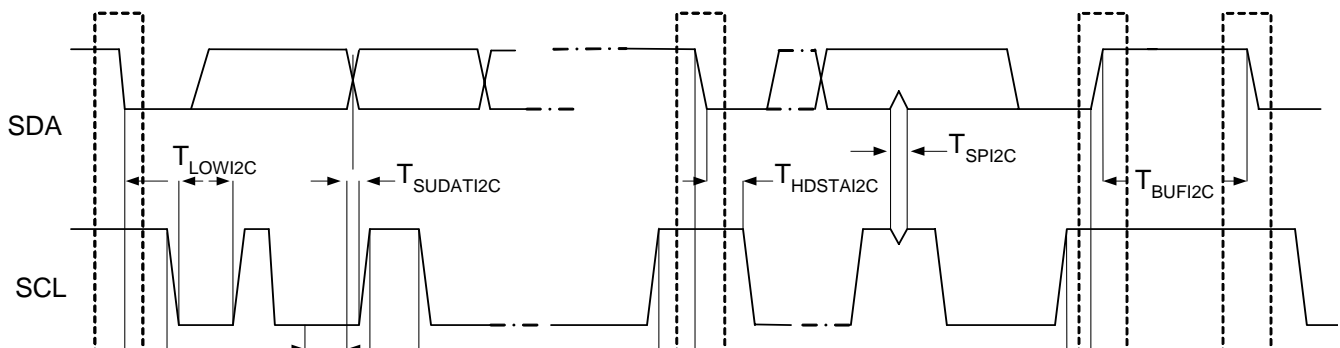 SDA
T_LOWI2C
T_SUDATI2C
T_HDSTAI2C
T_SPI2C
T_BUFI2C
SCL